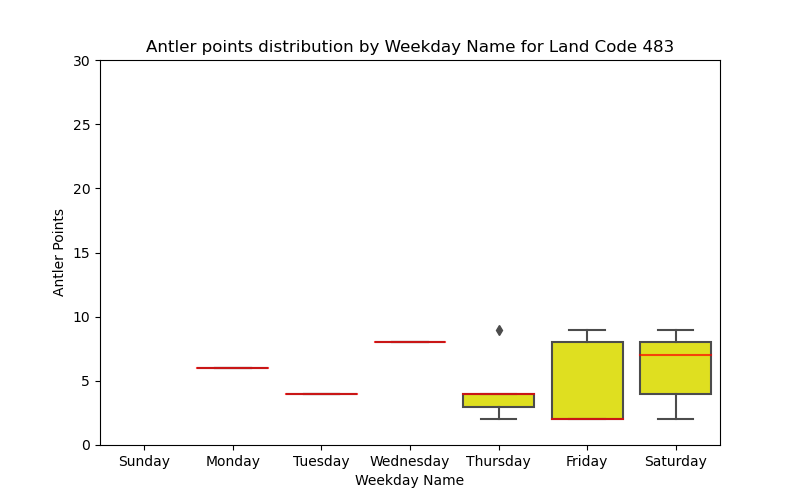 Antler points distribution by Weekday Name for Land Code 483
30
25
20
15
10
5
0
Antler Points
Sunday Monday Tuesday Wednesday Thursday Friday Saturday
Weekday Name